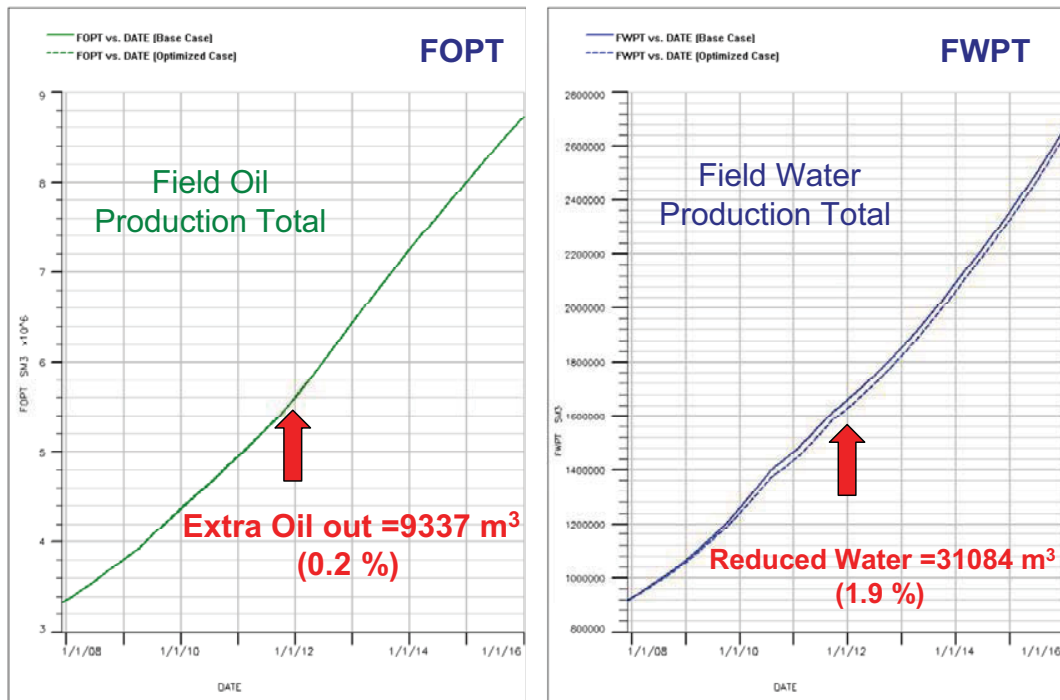 FOPT vs. DATE (Base Case)
FOPT vs. DATE (Optimized Case)
FOPT
9
8
7
6
5
4
3
FOPT SM3 x10^6
Field Oil
Production Total
Extra Oil out =9337 m³
(0.2 %)
1/1/08
1/1/10
1/1/12
1/1/14
1/1/16
DATE
FWPT vs. DATE (Base Case)
FWPT vs. DATE (Optimized Case)
FWPT
2800000
2600000
2400000
2200000
2000000
1800000
1600000
1400000
1200000
1000000
800000
FWPT SM3
Field Water
Production Total
Reduced Water =31084 m³
(1.9 %)
1/1/08
1/1/10
1/1/12
1/1/14
1/1/16
DATE